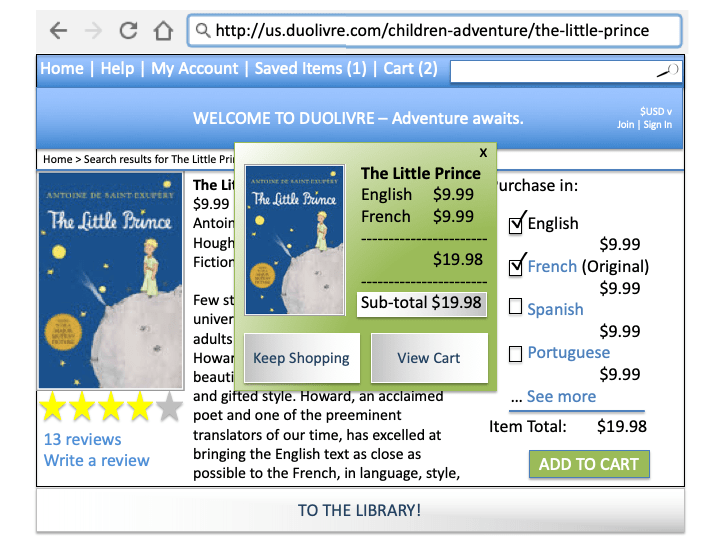 http://us.duolivre.com/children-adventure/the-little-prince
Home | Help | My Account | Saved Items (1) | Cart (2)
WELCOME TO DUOLIVRE – Adventure awaits.
$USD v
Join | Sign In
Home > Search results for The Little Prin
ANTOINE DE SAINT-EXUPÉRY
The Little Prince
13 reviews
Write a review
The Li
$9.99
Antoin
Hough
Fiction
Few st
univer
adults
Howar
beauti
and gifted style. Howard, an acclaimed
poet and one of the preeminent
translators of our time, has excelled at
bringing the English text as close as
possible to the French, in language, style,
x
ANTOINE DE SAINT-EXUPÉRY
The Little Prince
The Little Prince
English $9.99
French $9.99
-----------------------
$19.98
-----------------------
Sub-total $19.98
Keep Shopping
View Cart
Purchase in:
English
$9.99
French (Original)
$9.99
Spanish
$9.99
Portuguese
$9.99
... See more
Item Total: $19.98
ADD TO CART
TO THE LIBRARY!